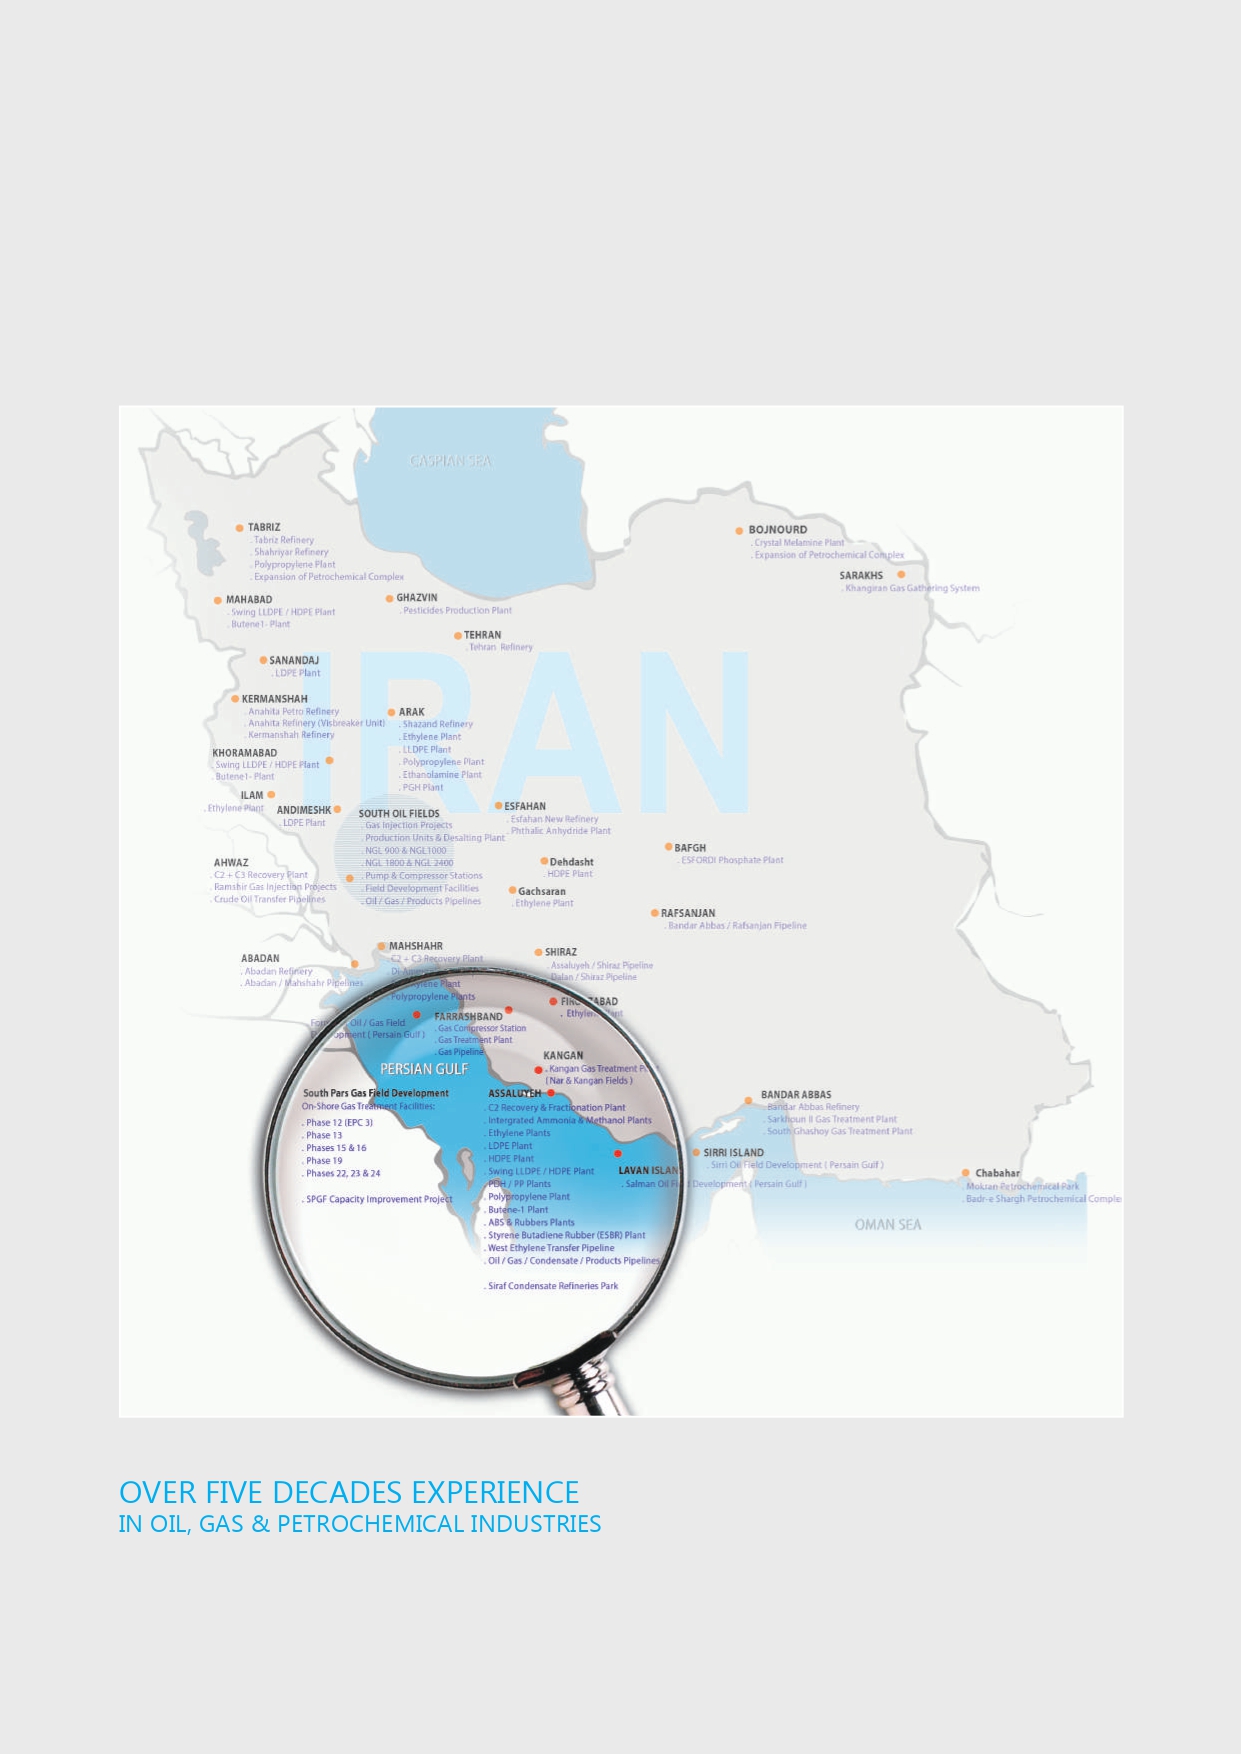 CASPIAN SEA
IRAN
TABRIZ
. Tabriz Refinery
. Shahriyar Refinery
. Polypropylene Plant
. Expansion of Petrochemical Complex
BOJNOURD
. Crystal Melamine Plant
. Expansion of Petrochemical Complex
SARAKHS
. Khangiran Gas Gathering System
MAHABAD
. Swing LLDPE / HDPE Plant
. Butene1- Plant
GHAZVIN
. Pesticides Production Plant
TEHRAN
. Tehran Refinery
SANANDAJ
. LDPE Plant
KERMANSHAH
. Anahita Petro Refinery
. Anahita Refinery (Visbreaker Unit)
. Kermanshah Refinery
ARAK
. Shazand Refinery
. Ethylene Plant
. LLDPE Plant
. Polypropylene Plant
. Ethanolamine Plant
. PGH Plant
KHORAMABAD
. Swing LLDPE / HDPE Plant
. Butene1- Plant
ILAM
. Ethylene Plant
ANDIMESHK
. LDPE Plant
SOUTH OIL FIELDS
. Gas Injection Projects
. Production Units & Desalting Plant
. NGL 900 & NGL1000
. NGL 1800 & NGL 2400
. Pump & Compressor Stations
. Field Development Facilities
. Oil / Gas / Products Pipelines
ESFAHAN
. Esfahan New Refinery
. Phthalic Anhydride Plant
BAFGH
. ESFORDI Phosphate Plant
AHWAZ
. C2 + C3 Recovery Plant
. Ramshir Gas Injection Projects
. Crude Oil Transfer Pipelines
Dehdasht
. HDPE Plant
Gachsaran
. Ethylene Plant
RAFSANJAN
. Bandar Abbas / Rafsanjan Pipeline
MAHSHAHR
. C2 + C3 Recovery Plant
Plant
. Polypropylene Plants
SHIRAZ
. Assaluyeh / Shiraz Pipeline
. Dalan / Shiraz Pipeline
ABADAN
. Abadan Refinery
. Abadan / Mahshahr Pipelines
. Ethylene
Oil / Gas Field
( Persain Gulf )
FARRASHBAND
. Gas Compressor Station
. Gas Treatment Plant
. Gas Pipeline
KANGAN
. Kangan Gas Treatment
( Nar & Kangan Fields )
PERSIAN GULF
South Pars Gas Field Development
On-Shore Gas Treatment Facilities:
. Phase 12 (EPC 3)
. Phase 13
. Phases 15 & 16
. Phase 19
. Phases 22, 23 & 24
. SPGF Capacity Improvement Project
ASSALUYEH
. C2 Recovery & Fractionation Plant
. Intergrated Ammonia & Methanol Plants
. Ethylene Plants
. LDPE Plant
. HDPE Plant
. Swing LLDPE / HDPE Plant
. PDH / PP Plants
. Polypropylene Plant
. Butene-1 Plant
. ABS & Rubbers Plants
. Styrene Butadiene Rubber (ESBR) Plant
. West Ethylene Transfer Pipeline
. Oil / Gas / Condensate / Products Pipelines
. Siraf Condensate Refineries Park
LAVAN ISLAN
. Salman Oil Development ( Persain Gulf )
BANDAR ABBAS
. Bandar Abbas Refinery
. Sarkhoun II Gas Treatment Plant
. South Ghashoy Gas Treatment Plant
SIRRI ISLAND
. Sirri Oil Field Development ( Persain Gulf )
Chabahar
. Mokran Petrochemical Park
. Badr-e Shargh Petrochemical Comple
OMAN SEA
OVER FIVE DECADES EXPERIENCE
IN OIL, GAS & PETROCHEMICAL INDUSTRIES